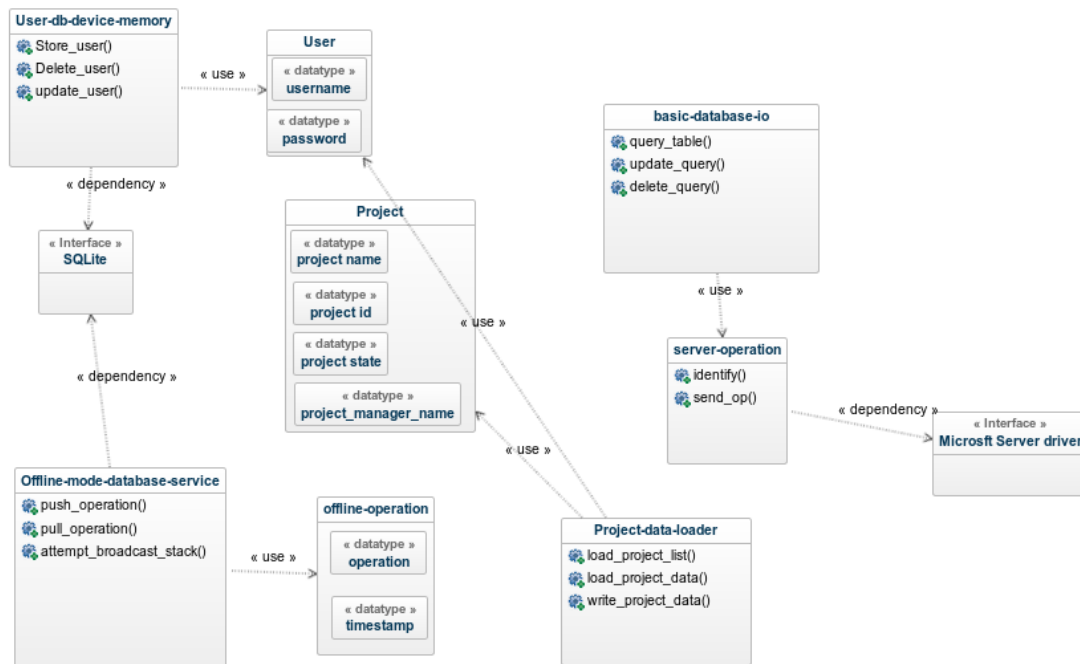 User-db-device-memory
Store_user()
Delete_user()
update_user()
« use »
User
« datatype »
username
« datatype »
password
« dependency »
« Interface »
SQLite
« dependency »
Project
« datatype »
project name
« datatype »
project id
« datatype »
project state
« datatype »
project_manager_name
« use »
« use »
basic-database-io
query_table()
update_query()
delete_query()
« use »
server-operation
identify()
send_op()
« dependency »
« Interface »
Microsft Server driver
Offline-mode-database-service
push_operation()
pull_operation()
attempt_broadcast_stack()
« use »
offline-operation
« datatype »
operation
« datatype »
timestamp
Project-data-loader
load_project_list()
load_project_data()
write_project_data()